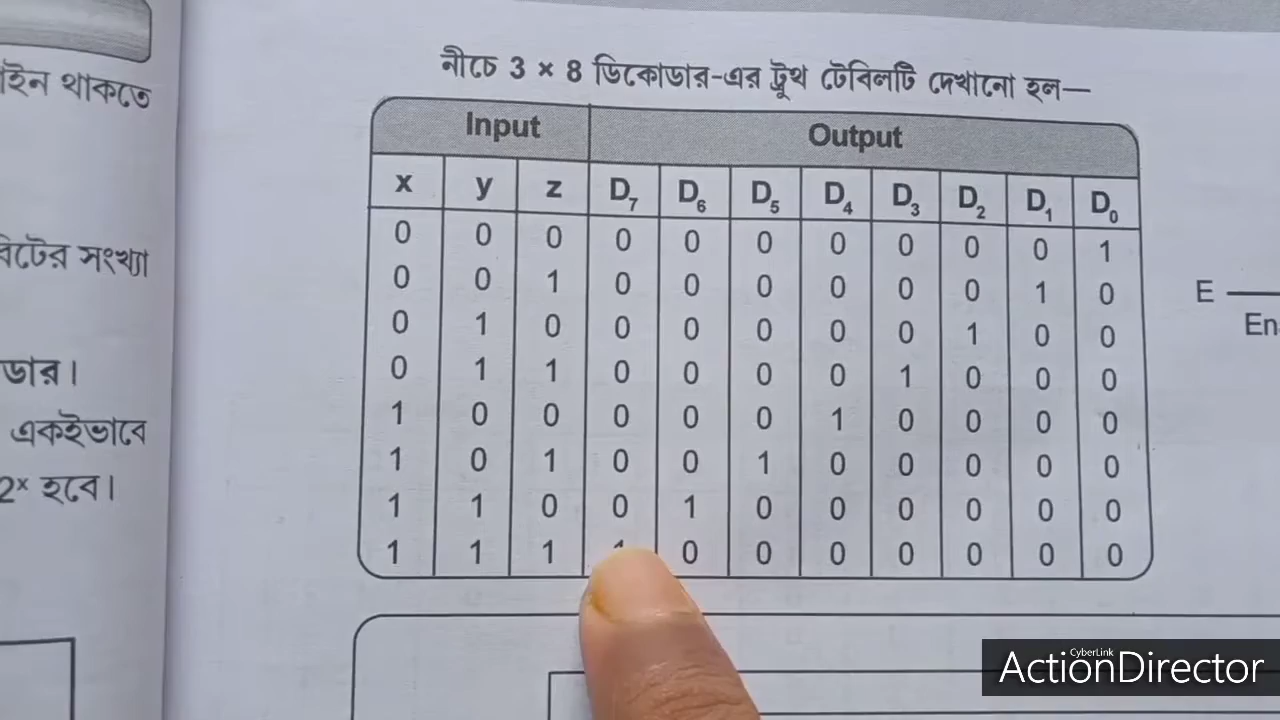 নীচে 3 × 8 ডিকোডার-এর ট্রুথ টেবিলটি দেখানো হল—
Input Output
x y z D7 D6 D5 D4 D3 D2 D1 D0
0 0 0 0 0 0 0 0 0 0 1
0 0 1 0 0 0 0 0 0 1 0
0 1 0 0 0 0 0 0 1 0 0
0 1 1 0 0 0 0 1 0 0 0
1 0 0 0 0 0 1 0 0 0 0
1 0 1 0 0 1 0 0 0 0 0
1 1 0 0 1 0 0 0 0 0 0
1 1 1 1 0 0 0 0 0 0 0
থাকতে
সংখ্যা
একইভাবে
2ˣ হবে।
E
En
CyberLink
ActionDirector